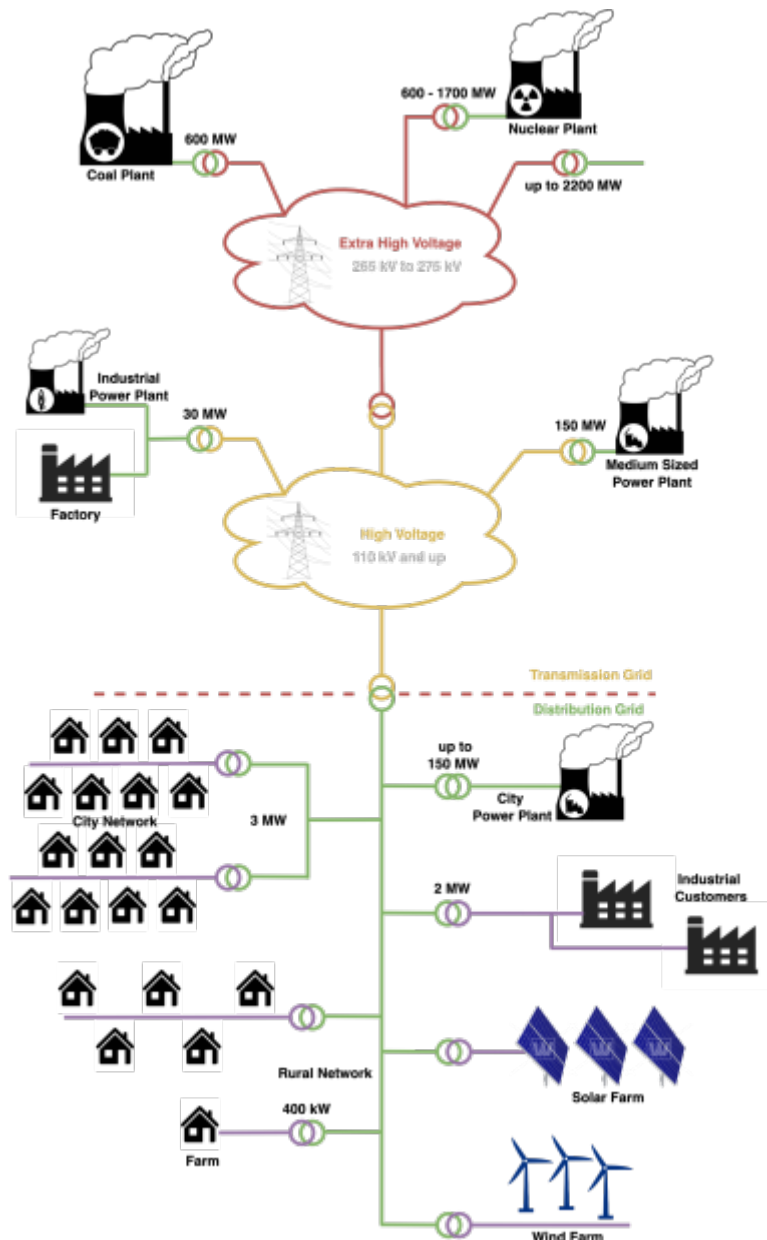 600 - 1700 MW
Nuclear Plant
600 MW
Coal Plant
up to 2200 MW
Extra High Voltage
265 kV to 275 kV
Industrial
Power Plant
30 MW
150 MW
Factory
Medium Sized
Power Plant
High Voltage
110 kV and up
Transmission Grid
Distribution Grid
up to
150 MW
City
Power Plant
City Network
3 MW
2 MW
Industrial
Customers
Rural Network
Solar Farm
400 kW
Farm
Wind Farm